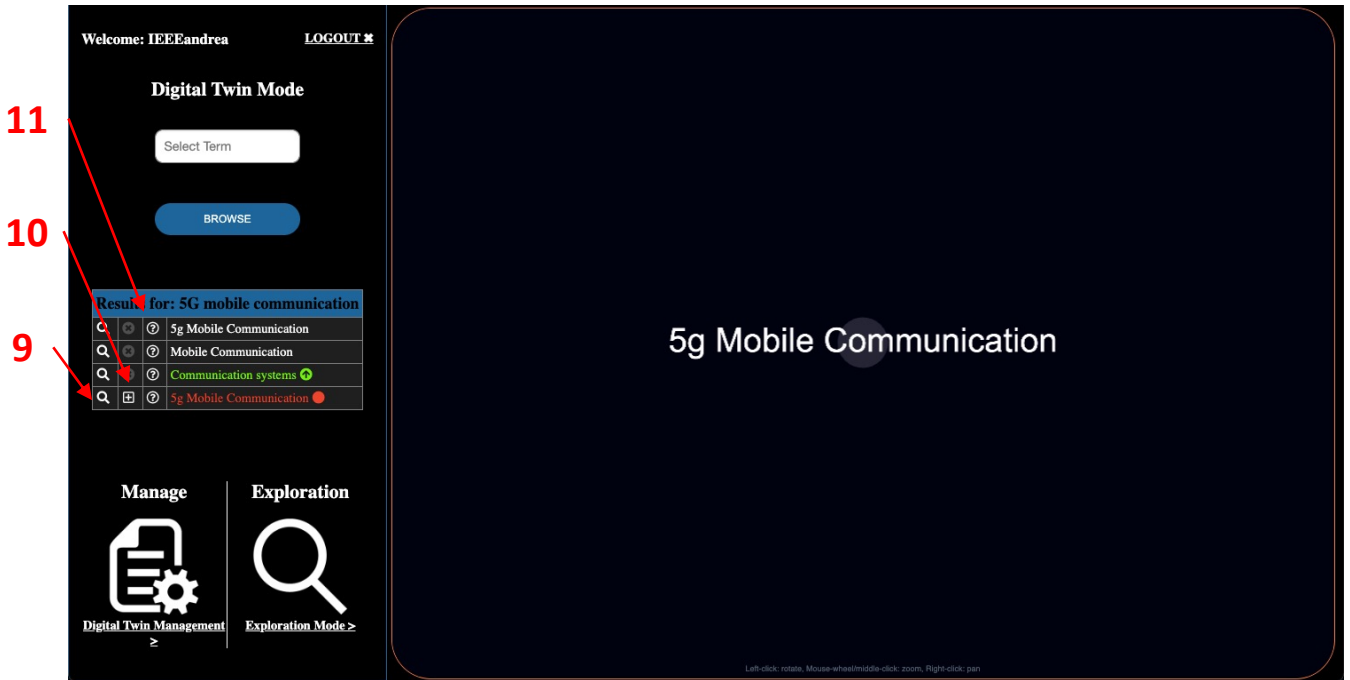 Welcome: IEEEandrea
LOGOUT ✖
Digital Twin Mode
11
Select Term
10
BROWSE
Results for: 5G mobile communication
5g Mobile Communication
9
Mobile Communication
Communication systems
5g Mobile Communication
5g Mobile Communication
Manage
Exploration
Digital Twin Management
>
Exploration Mode >
Left-click: rotate, Mouse-wheel/middle-click: zoom, Right-click: pan